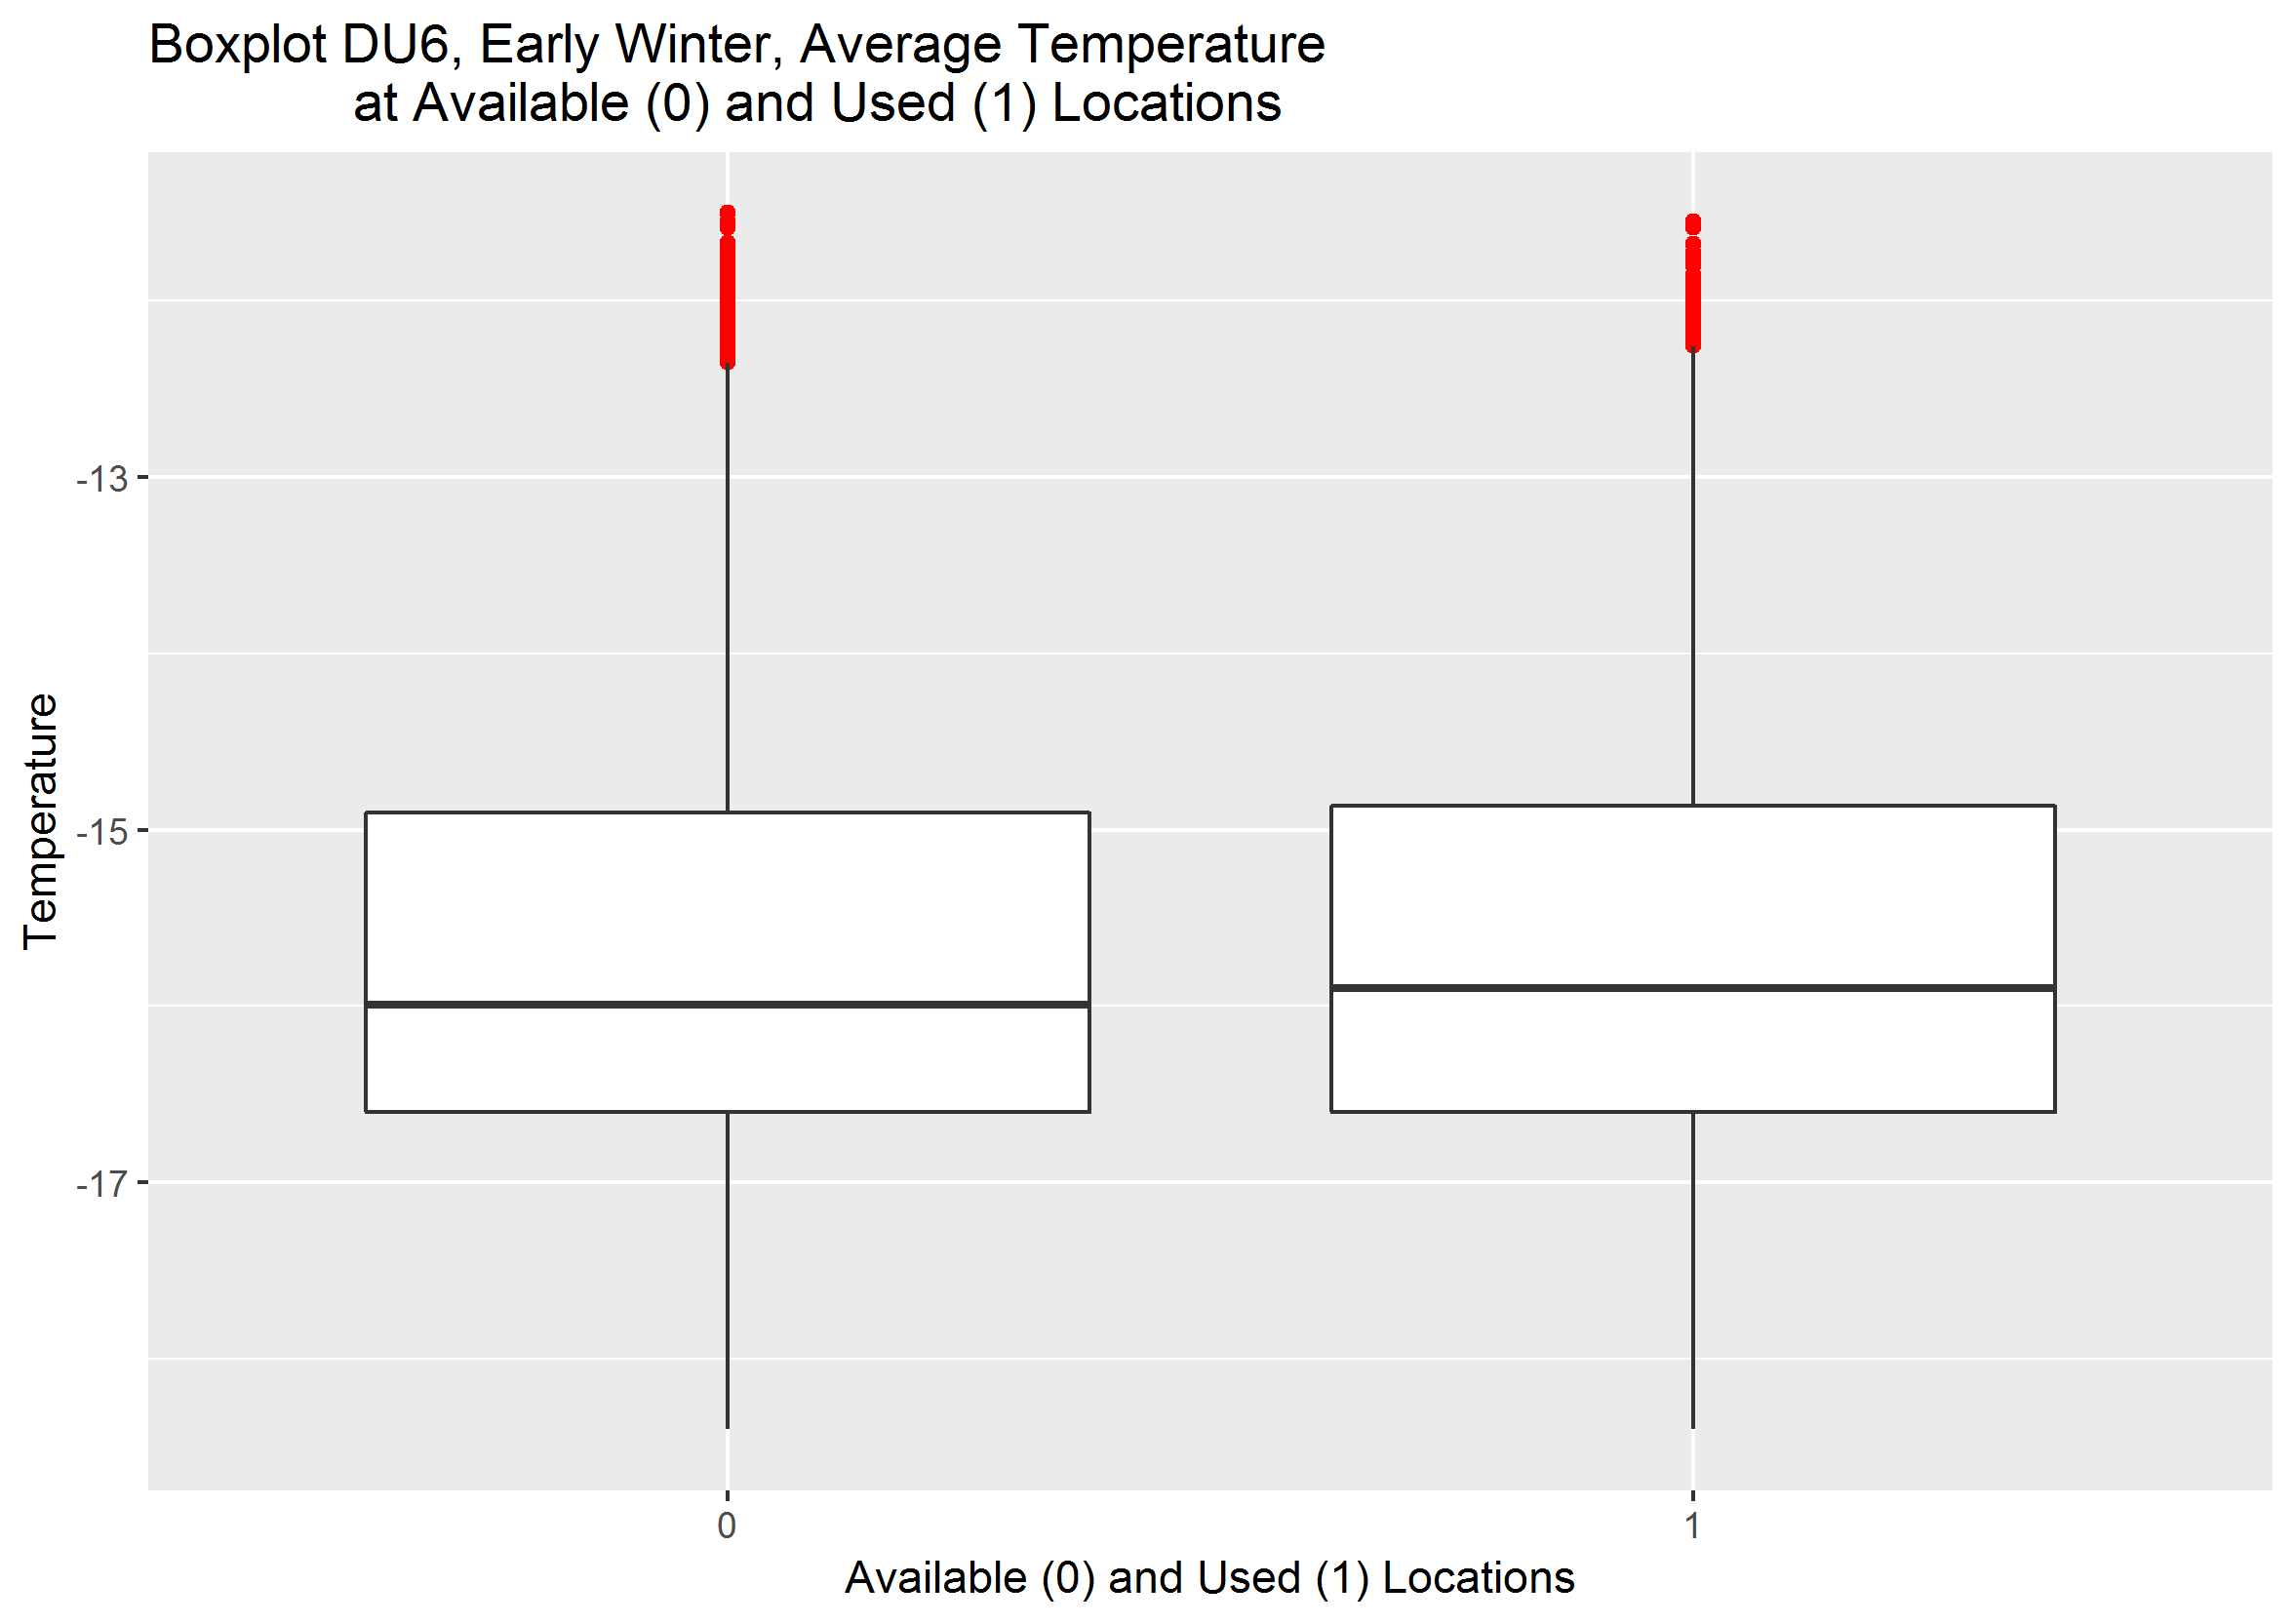 Boxplot DU6, Early Winter, Average Temperature
at Available (0) and Used (1) Locations
Temperature
-13
-15
-17
0
1
Available (0) and Used (1) Locations